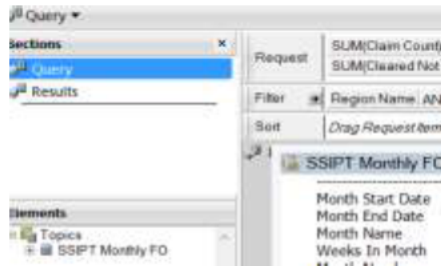 Query
Sections
Query
Results
Request
SUM(Claim Count)
SUM(Cleared Not
Filter
Region Name AN
Sort
Drag Request Item
SSIPT Monthly FO
Month Start Date
Month End Date
Month Name
Weeks In Month
Elements
Topics
SSIPT Monthly FO